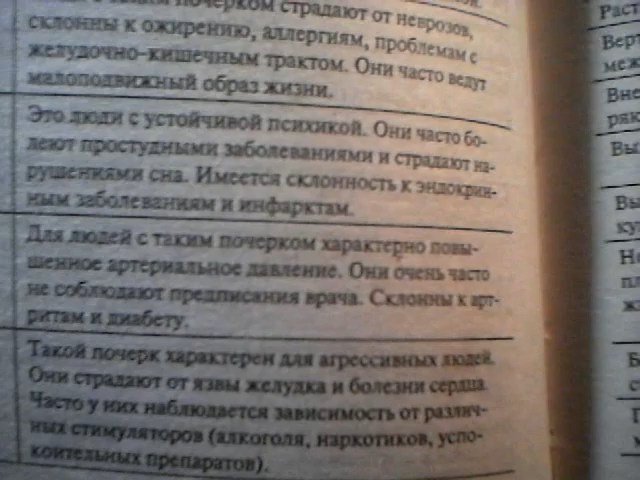 таким почерком страдают от неврозов,
склонны к ожирению, аллергиям, проблемам с
желудочно-кишечным трактом. Они часто ведут
малоподвижный образ жизни.
Это люди с устойчивой психикой. Они часто бо-
леют простудными заболеваниями и страдают на-
рушениями сна. Имеется склонность к эндокрин-
ным заболеваниям и инфарктам.
Для людей с таким почерком характерно повы-
шенное артериальное давление. Они очень часто
не соблюдают предписания врача. Склонны к арт-
ритам и диабету.
Такой почерк характерен для агрессивных людей.
Они страдают от язвы желудка и болезни сердца.
Часто у них наблюдается зависимость от различ-
ных стимуляторов (алкоголя, наркотиков, успо-
коительных препаратов).
Раст
Верт
меж
Вне
ряк
Вы
Вы
ку
Н
пл
ж
Б
с